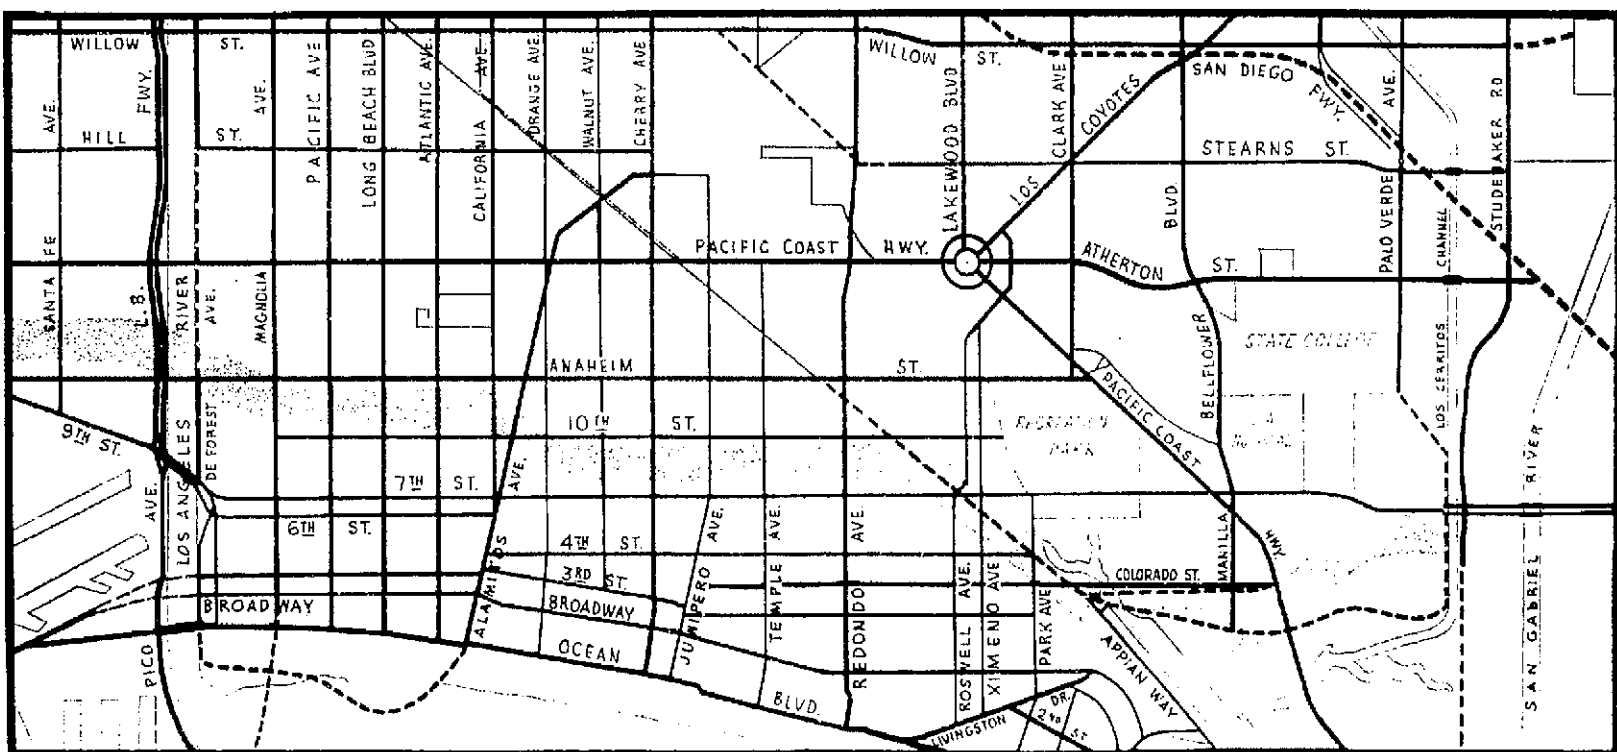 WILLOW ST.
WILLOW ST.
SAN DIEGO FWY.
HILL ST.
STEARNS ST.
PACIFIC COAST HWY.
ATHERTON ST.
STATE COLLEGE
ANAHEIM ST.
10TH ST.
RECREATION
PARK
9TH ST.
7TH ST.
6TH ST.
4TH ST.
3RD ST.
BROADWAY
BROADWAY
COLORADO ST.
OCEAN BLVD.
LIVINGSTON DR.
2ND ST.
APPIAN WAY
SANTA FE AVE.
L. B. FWY.
PICO AVE.
LOS ANGELES RIVER
DE FOREST AVE.
MAGNOLIA AVE.
PACIFIC AVE
LONG BEACH BLVD
ATLANTIC AVE.
CALIFORNIA AVE.
ORANGE AVE.
WALNUT AVE.
CHERRY AVE
ALAMITOS AVE.
JUNIPERO AVE.
TEMPLE AVE.
REDONDO AVE.
LAKEWOOD BLVD
ROSWELL AVE.
XIMENO AVE
PARK AVE
CLARK AVE
LOS COYOTES
BELLFLOWER BLVD.
PACIFIC COAST HWY
MANILLA
PALO VERDE AVE.
LOS CERRITOS CHANNEL
STUDEBAKER RD
SAN GABRIEL RIVER